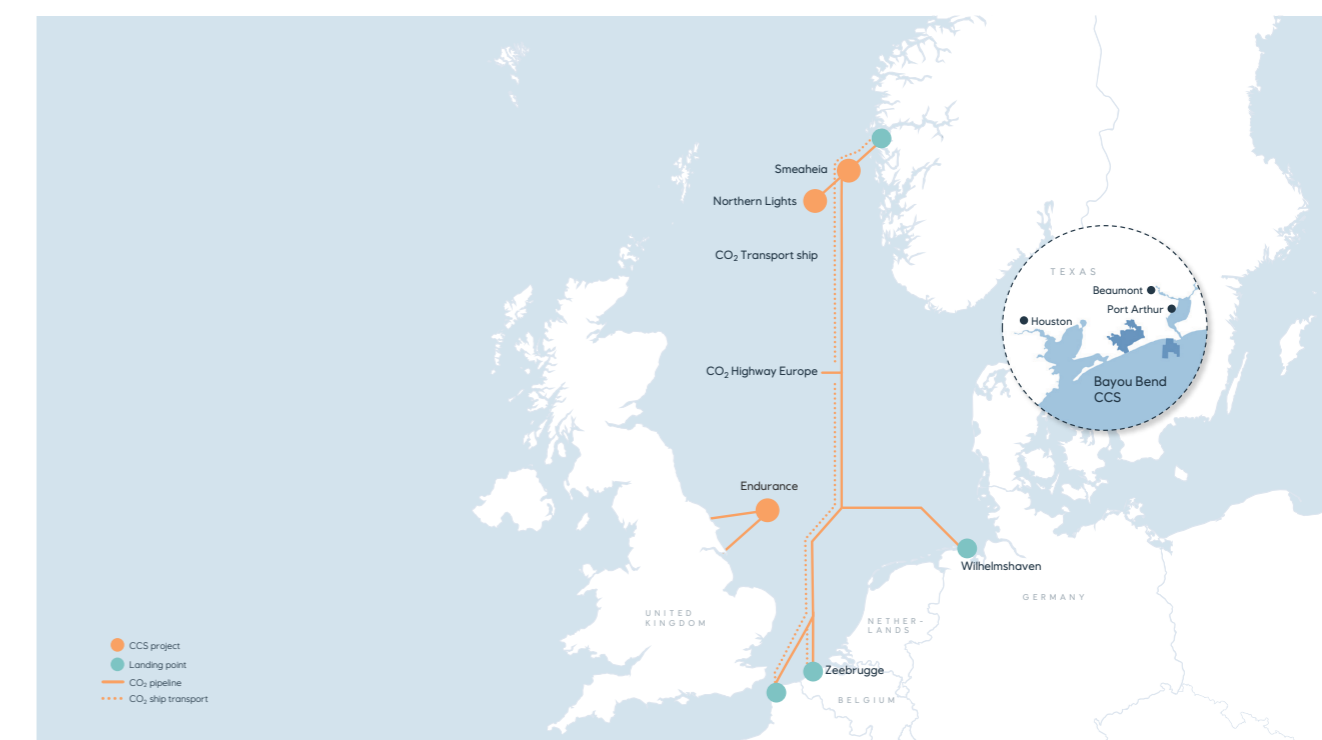 Smeaheia
Northern Lights
CO₂ Transport ship
TEXAS
Beaumont
Port Arthur
Houston
Bayou Bend
CCS
CO₂ Highway Europe
Endurance
Wilhelmshaven
GERMANY
UNITED
KINGDOM
NETHER-
LANDS
Zeebrugge
BELGIUM
CCS project
Landing point
CO₂ pipeline
CO₂ ship transport